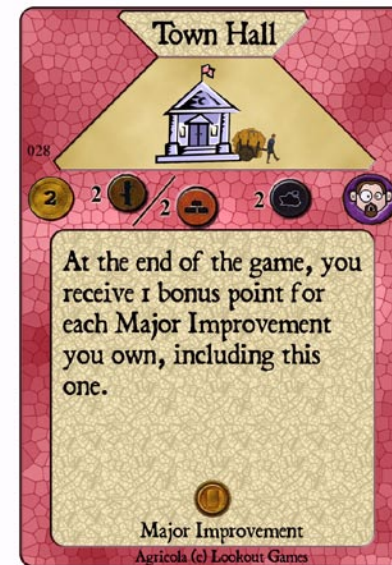 Town Hall
028
2 2 / 2 2
At the end of the game, you
receive 1 bonus point for
each Major Improvement
you own, including this
one.
Major Improvement
Agricola (c) Lookout Games